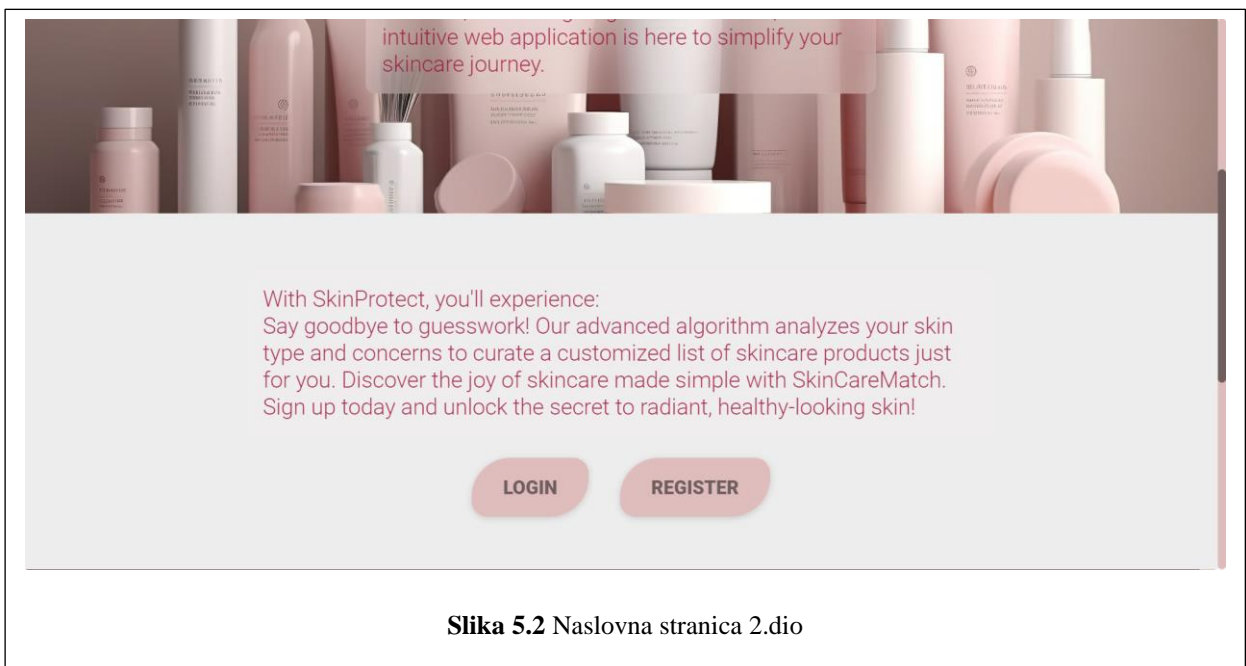 intuitive web application is here to simplify your
skincare journey.
With SkinProtect, you'll experience:
Say goodbye to guesswork! Our advanced algorithm analyzes your skin
type and concerns to curate a customized list of skincare products just
for you. Discover the joy of skincare made simple with SkinCareMatch.
Sign up today and unlock the secret to radiant, healthy-looking skin!
LOGIN REGISTER
Slika 5.2 Naslovna stranica 2.dio